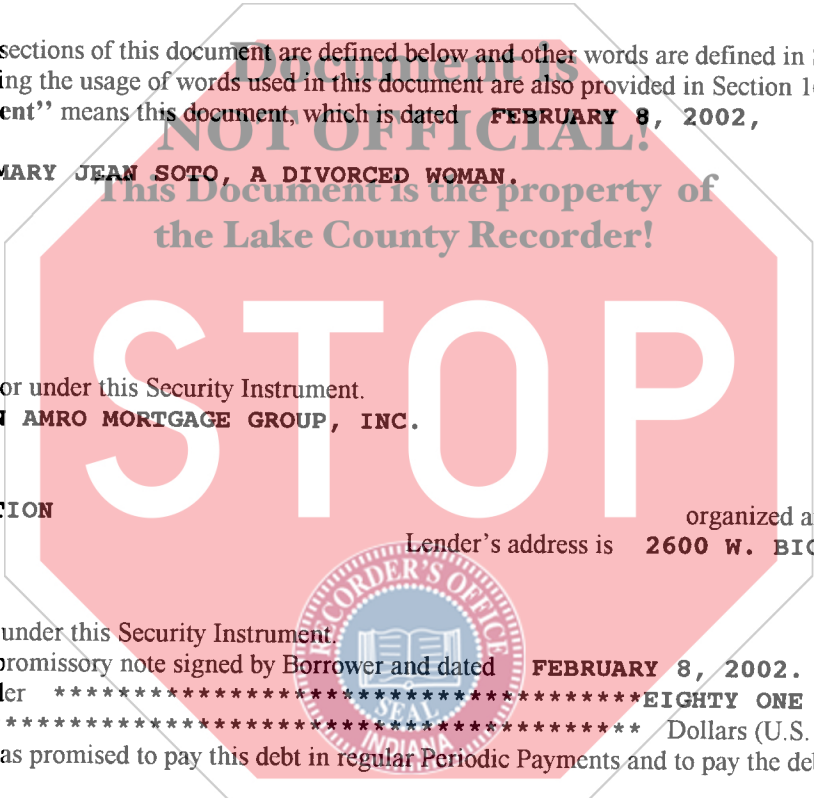 sections of this document are defined below and other words are defined in
ing the usage of words used in this document are also provided in Section 1
ent” means this document, which is dated FEBRUARY 8, 2002,
MARY JEAN SOTO, A DIVORCED WOMAN.
Document is
NOT OFFICIAL!
This Document is the property of
the Lake County Recorder!
STOP
or under this Security Instrument.
N AMRO MORTGAGE GROUP, INC.
TION
organized a
Lender’s address is 2600 W. BIG
under this Security Instrument.
promissory note signed by Borrower and dated FEBRUARY 8, 2002.
der *************************************EIGHTY ONE
**************************************** Dollars (U.S.
as promised to pay this debt in regular Periodic Payments and to pay the de
RECORDER'S OFFICE
SEAL
INDIANA